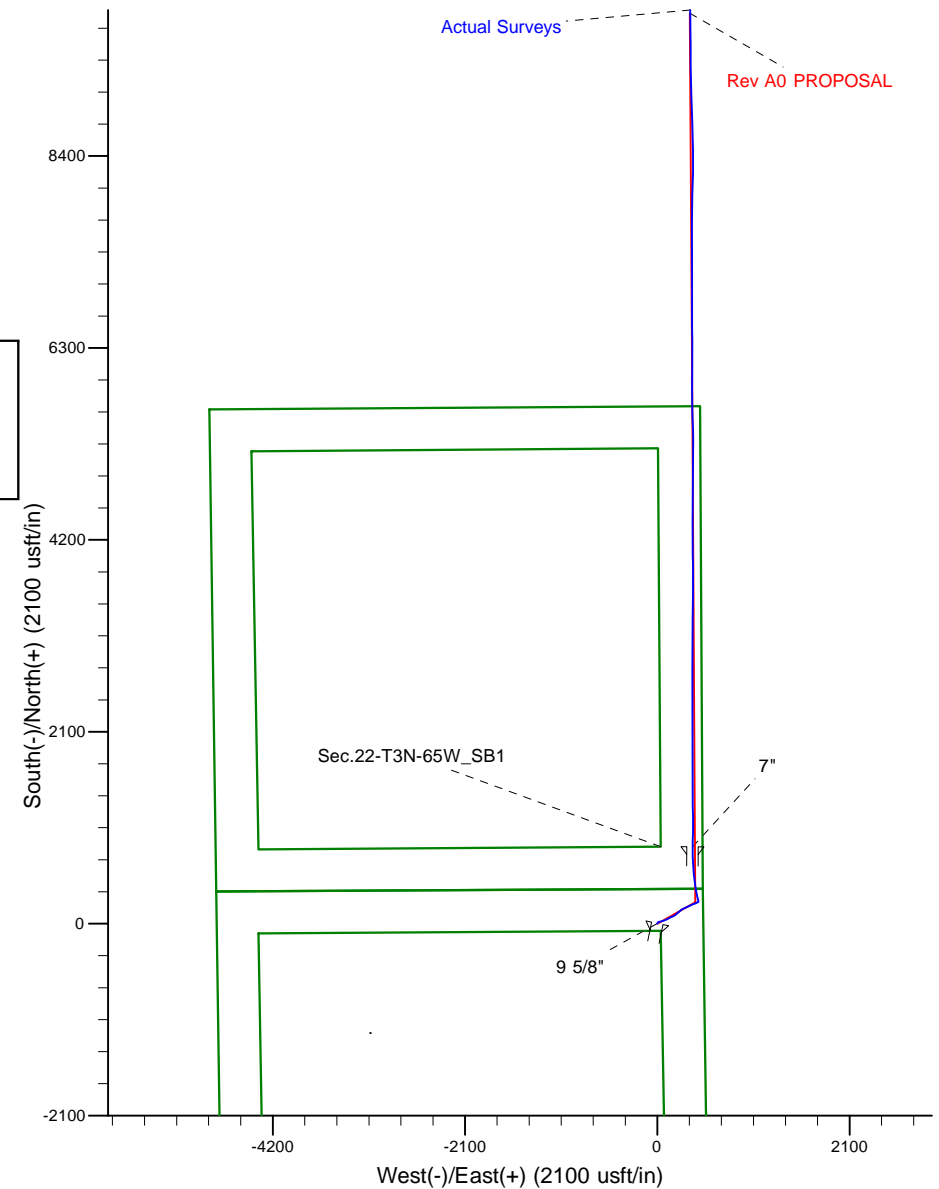 Actual Surveys
Rev A0 PROPOSAL
8400
6300
4200
2100
0
-2100
South(-)/North(+) (2100 usft/in)
Sec.22-T3N-65W_SB1
7"
9 5/8"
-4200
-2100
0
2100
West(-)/East(+) (2100 usft/in)